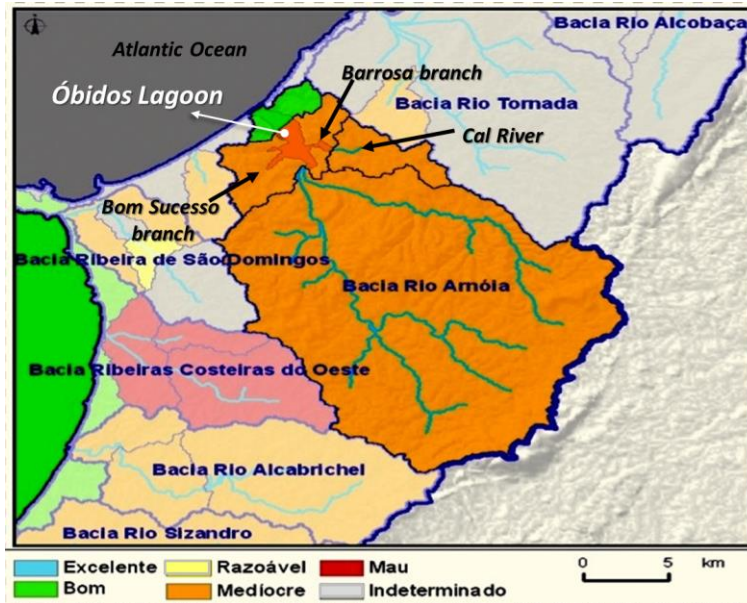 Bacia Rio Alcobaça
Atlantic Ocean
Barrosa branch
Óbidos Lagoon
Bacia Rio Tornada
Cal River
Bom Sucesso
branch
Bacia Ribeira de São Domingos
Bacia Rio Arnóia
Bacia Ribeiras Costeiras do Oeste
Bacia Rio Alcabrichel
Bacia Rio Sizandro
Excelente Razoável Mau
Bom Medíocre Indeterminado
0 5 km